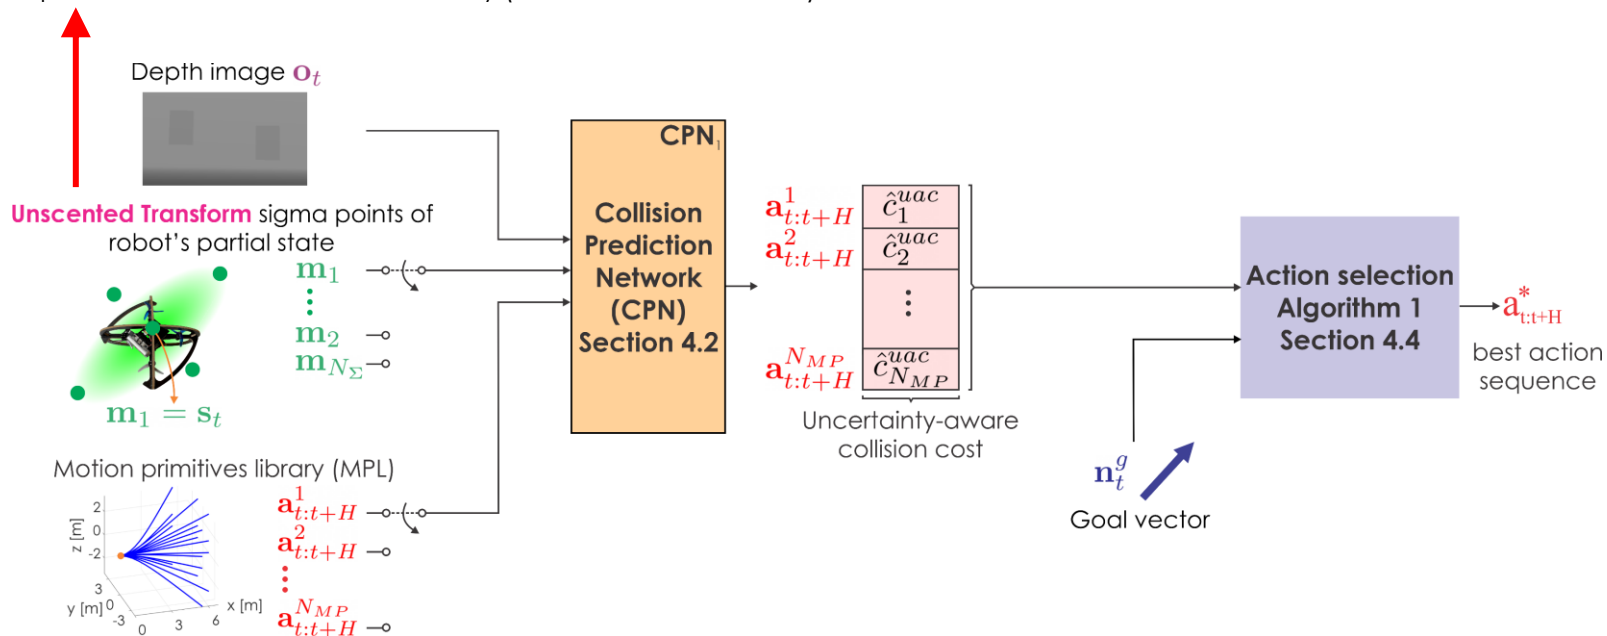 Depth image o_t
Unscented Transform sigma points of
robot's partial state
m_1
m_2
m_{N_Σ}
m_1 = s_t
Motion primitives library (MPL)
z [m]
2
0
-2
y [m]
3
0
-3
0
3
6
x [m]
a^1_{t:t+H}
a^2_{t:t+H}
⋮
a^{N_{MP}}_{t:t+H}
CPN_1
Collision
Prediction
Network
(CPN)
Section 4.2
a^1_{t:t+H} ĉ^{uac}_1
a^2_{t:t+H} ĉ^{uac}_2
⋮
a^{N_{MP}}_{t:t+H} ĉ^{uac}_{N_{MP}}
Uncertainty-aware
collision cost
n^g_t
Goal vector
Action selection
Algorithm 1
Section 4.4
a^*_{t:t+H}
best action
sequence